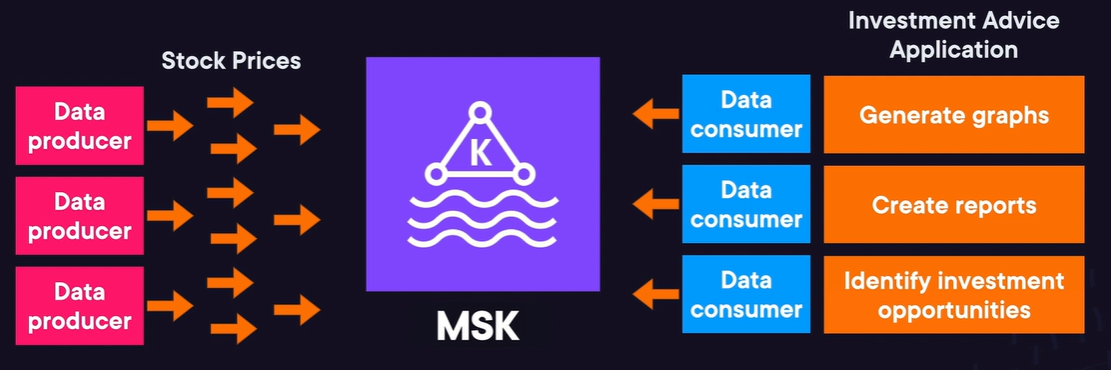 Investment Advice
Application
Stock Prices
Data
producer
Data
producer
Data
producer
K
MSK
Data
consumer
Generate graphs
Data
consumer
Create reports
Data
consumer
Identify investment
opportunities